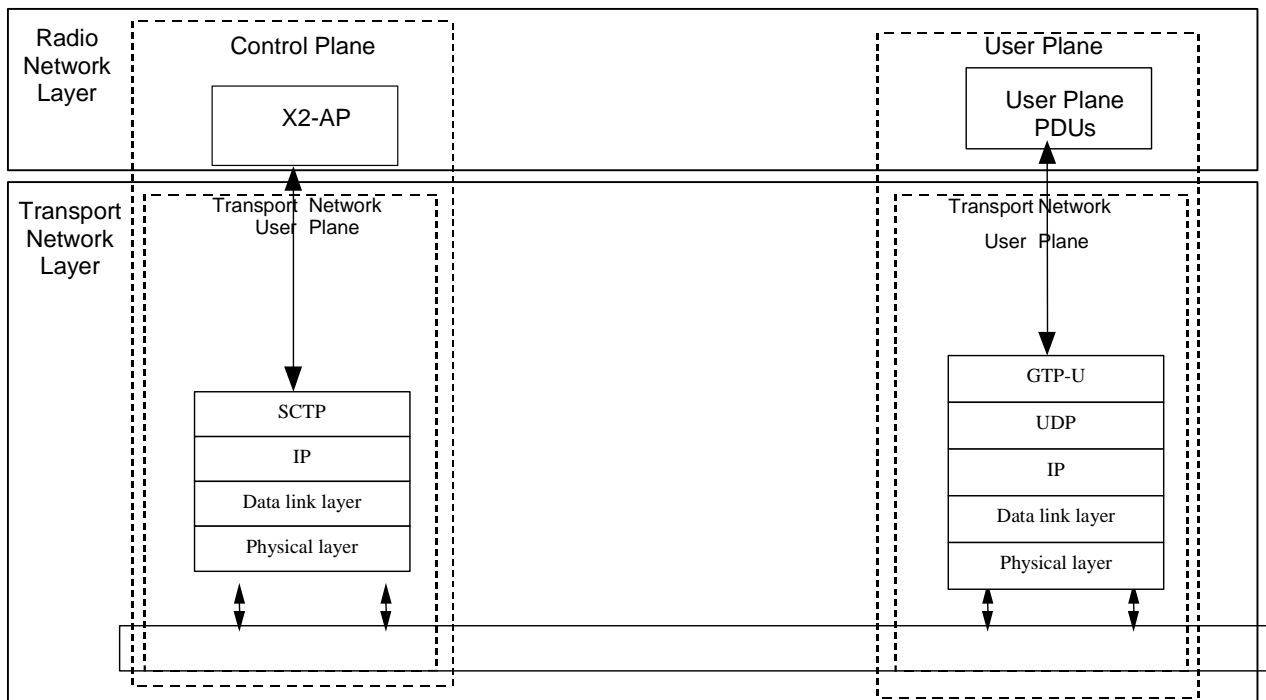 Radio
Network
Layer
Control Plane
X2-AP
User Plane
User Plane
PDUs
Transport
Network
Layer
Transport Network
User Plane
SCTP
IP
Data link layer
Physical layer
Transport Network
User Plane
GTP-U
UDP
IP
Data link layer
Physical layer